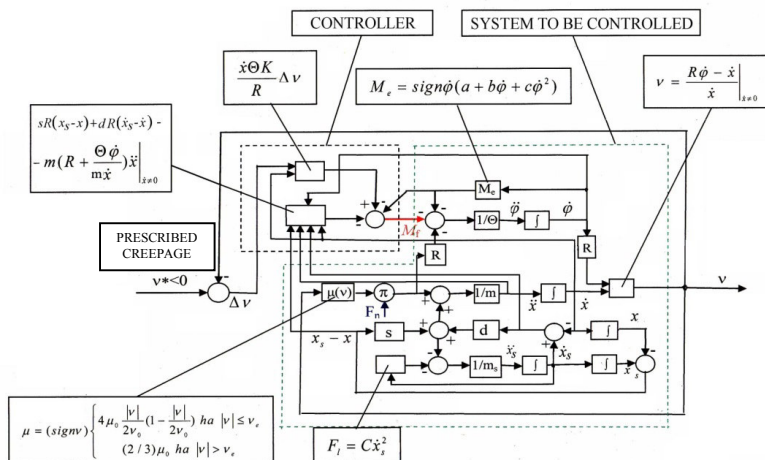 CONTROLLER
SYSTEM TO BE CONTROLLED
ẋΘK / R Δν
M_e = signφ̇(a + bφ̇ + cφ̇²)
ν = Rφ̇ − ẋ / ẋ |ẋ≠0
sR(x_S-x)+dR(ẋ_S-ẋ) -
- m(R + Θφ̇ / mẋ)ẍ |ẋ≠0
+ - - M_f - - -
M_e
1/Θ φ̈ ∫ φ̇
R
R
PRESCRIBED
CREEPAGE
ν*<0
-
Δν
ν
μ(ν) π + 1/m ẍ ∫ ẋ
F_n
+
x_s − x s + + d + - ∫ x
- - 1/m_s ẍ_s ∫ ẋ_s ∫ x_s -
μ = (signν) { 4μ₀ |ν| / 2ν₀ (1 − |ν| / 2ν₀) ha |ν| ≤ ν_e
(2/3)μ₀ ha |ν| > ν_e
F_l = Cẋ_s²